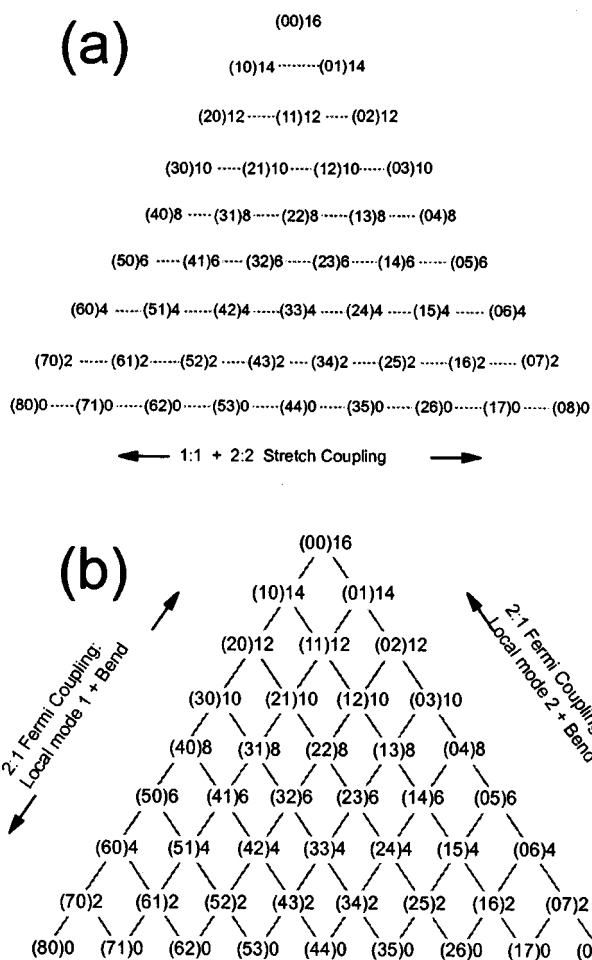 (a)
(00)16
(10)14 (01)14
(20)12 (11)12 (02)12
(30)10 (21)10 (12)10 (03)10
(40)8 (31)8 (22)8 (13)8 (04)8
(50)6 (41)6 (32)6 (23)6 (14)6 (05)6
(60)4 (51)4 (42)4 (33)4 (24)4 (15)4 (06)4
(70)2 (61)2 (52)2 (43)2 (34)2 (25)2 (16)2 (07)2
(80)0 (71)0 (62)0 (53)0 (44)0 (35)0 (26)0 (17)0 (08)0
1:1 + 2:2 Stretch Coupling
(b)
2:1 Fermi Coupling:
Local mode 1 + Bend
2:1 Fermi Coupling
Local mode 2 + Bend
(00)16
(10)14 (01)14
(20)12 (11)12 (02)12
(30)10 (21)10 (12)10 (03)10
(40)8 (31)8 (22)8 (13)8 (04)8
(50)6 (41)6 (32)6 (23)6 (14)6 (05)6
(60)4 (51)4 (42)4 (33)4 (24)4 (15)4 (06)4
(70)2 (61)2 (52)2 (43)2 (34)2 (25)2 (16)2 (07)2
(80)0 (71)0 (62)0 (53)0 (44)0 (35)0 (26)0 (17)0 (0